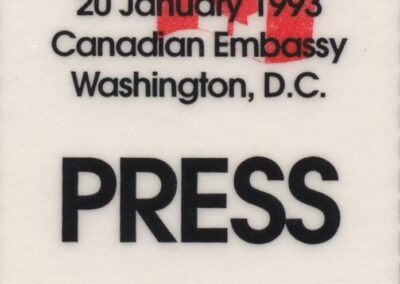 20 January 1993
Canadian Embassy
Washington, D.C.
PRESS